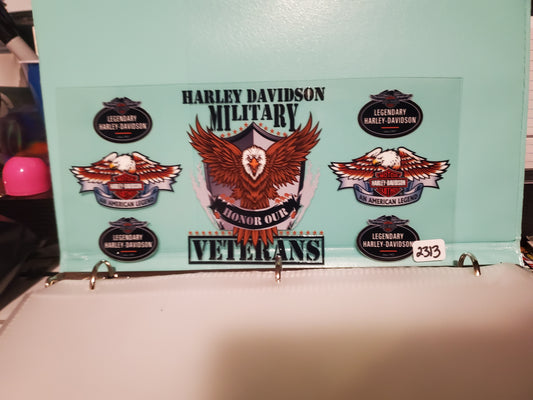 LEGENDARY
HARLEY-DAVIDSON
HARLEY-DAVIDSON
AN AMERICAN LEGEND
LEGENDARY
HARLEY-DAVIDSON
HARLEY DAVIDSON
MILITARY
HONOR OUR
VETERANS
LEGENDARY
HARLEY-DAVIDSON
HARLEY-DAVIDSON
AN AMERICAN LEGEND
LEGENDARY
HARLEY-DAVIDSON
2313